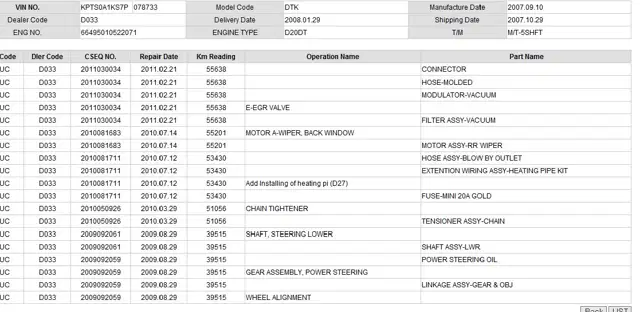 VIN NO. KPTS0A1KS7P 078733 Model Code DTK Manufacture Date 2007.09.10
Dealer Code D033 Delivery Date 2008.01.29 Shipping Date 2007.10.29
ENG NO. 66495010522071 ENGINE TYPE D20DT T/M M/T-5SHFT
Code Dler Code CSEQ NO. Repair Date Km Reading Operation Name Part Name
UC D033 2011030034 2011.02.21 55638 CONNECTOR
UC D033 2011030034 2011.02.21 55638 HOSE-MOLDED
UC D033 2011030034 2011.02.21 55638 MODULATOR-VACUUM
UC D033 2011030034 2011.02.21 55638 E-EGR VALVE
UC D033 2011030034 2011.02.21 55638 FILTER ASSY-VACUUM
UC D033 2010081683 2010.07.14 55201 MOTOR A-WIPER, BACK WINDOW
UC D033 2010081683 2010.07.14 55201 MOTOR ASSY-RR WIPER
UC D033 2010081711 2010.07.12 53430 HOSE ASSY-BLOW BY OUTLET
UC D033 2010081711 2010.07.12 53430 EXTENTION WIRING ASSY-HEATING PIPE KIT
UC D033 2010081711 2010.07.12 53430 Add Installing of heating pi (D27)
UC D033 2010081711 2010.07.12 53430 FUSE-MINI 20A GOLD
UC D033 2010050926 2010.03.29 51056 CHAIN TIGHTENER
UC D033 2010050926 2010.03.29 51056 TENSIONER ASSY-CHAIN
UC D033 2009092061 2009.08.29 39515 SHAFT, STEERING LOWER
UC D033 2009092061 2009.08.29 39515 SHAFT ASSY-LWR
UC D033 2009092059 2009.08.29 39515 POWER STEERING OIL
UC D033 2009092059 2009.08.29 39515 GEAR ASSEMBLY, POWER STEERING
UC D033 2009092059 2009.08.29 39515 LINKAGE ASSY-GEAR & OBJ
UC D033 2009092059 2009.08.29 39515 WHEEL ALIGNMENT
Back LIST